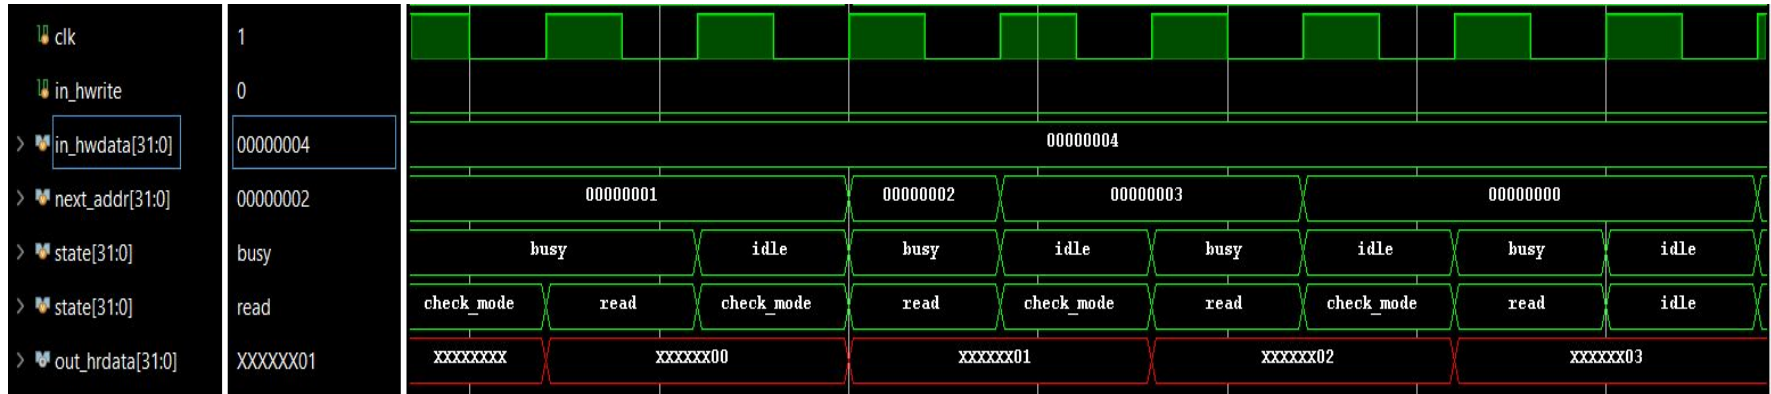 clk 1
in_hwrite 0
in_hwdata[31:0] 00000004 00000004
next_addr[31:0] 00000002 00000001 00000002 00000003 00000000
state[31:0] busy busy idle busy idle busy idle busy idle
state[31:0] read check_mode read check_mode read check_mode read check_mode read idle
out_hrdata[31:0] XXXXXX01 XXXXXXXX XXXXXX00 XXXXXX01 XXXXXX02 XXXXXX03